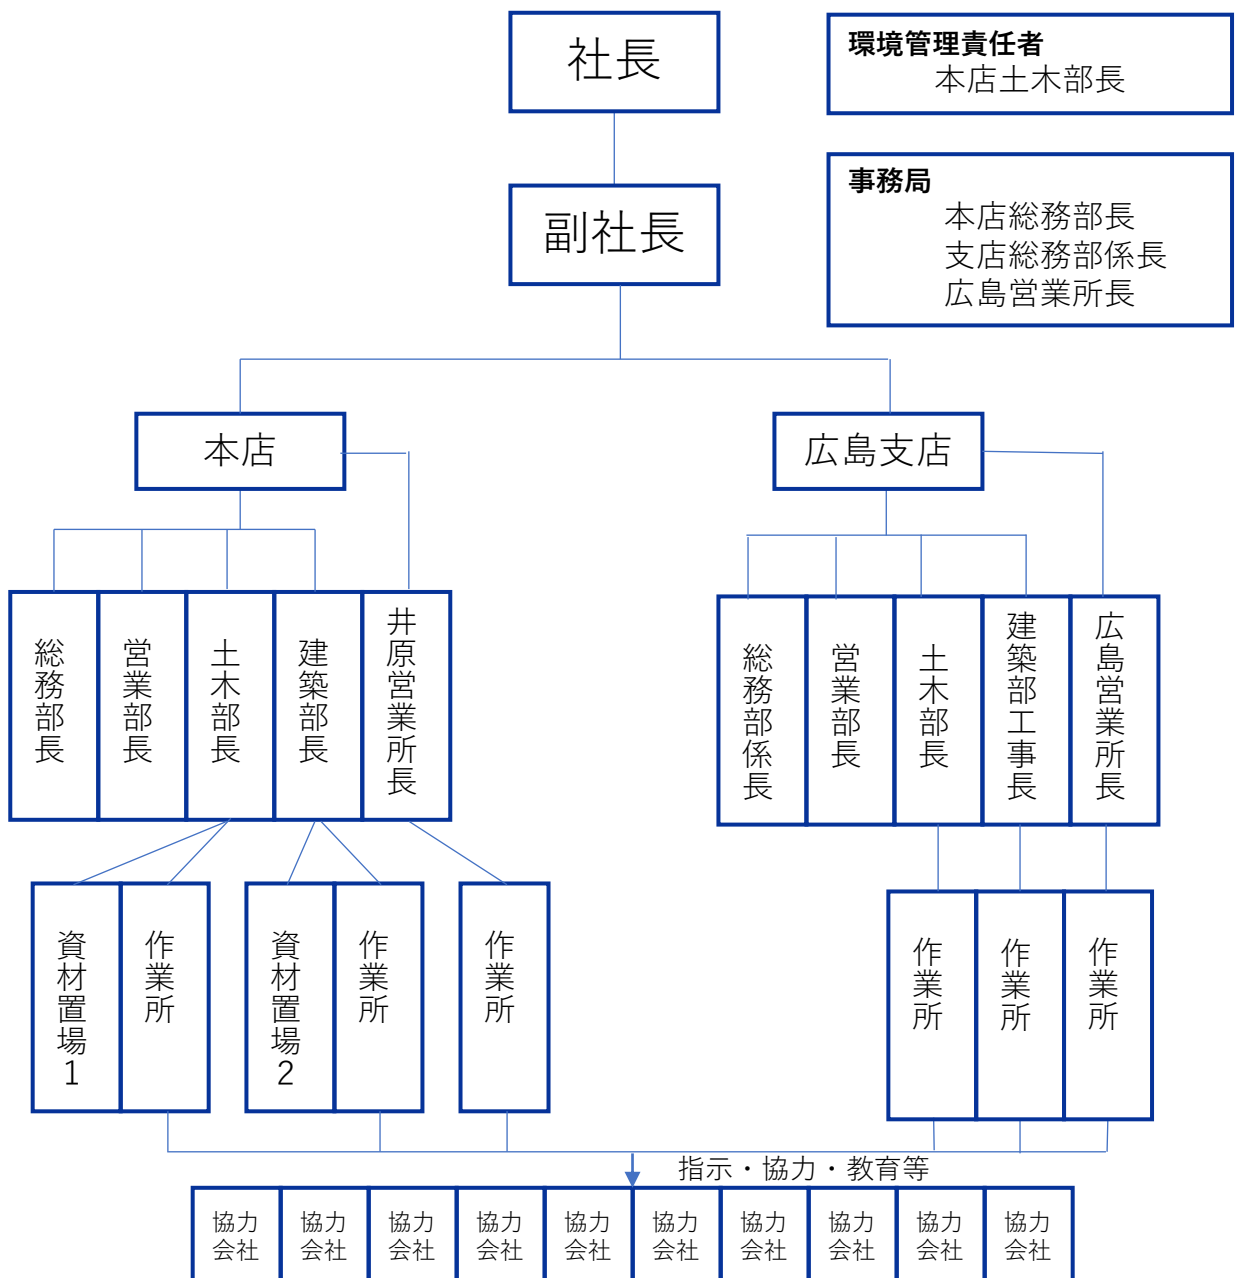 社長
環境管理責任者
本店土木部長
副社長
事務局
本店総務部長
支店総務部係長
広島営業所長
本店
広島支店
総務部長
営業部長
土木部長
建築部長
井原営業所長
総務部係長
営業部長
土木部長
建築部工事長
広島営業所長
資材置場1
作業所
資材置場2
作業所
作業所
作業所
作業所
作業所
指示・協力・教育等
協力
会社
協力
会社
協力
会社
協力
会社
協力
会社
協力
会社
協力
会社
協力
会社
協力
会社
協力
会社